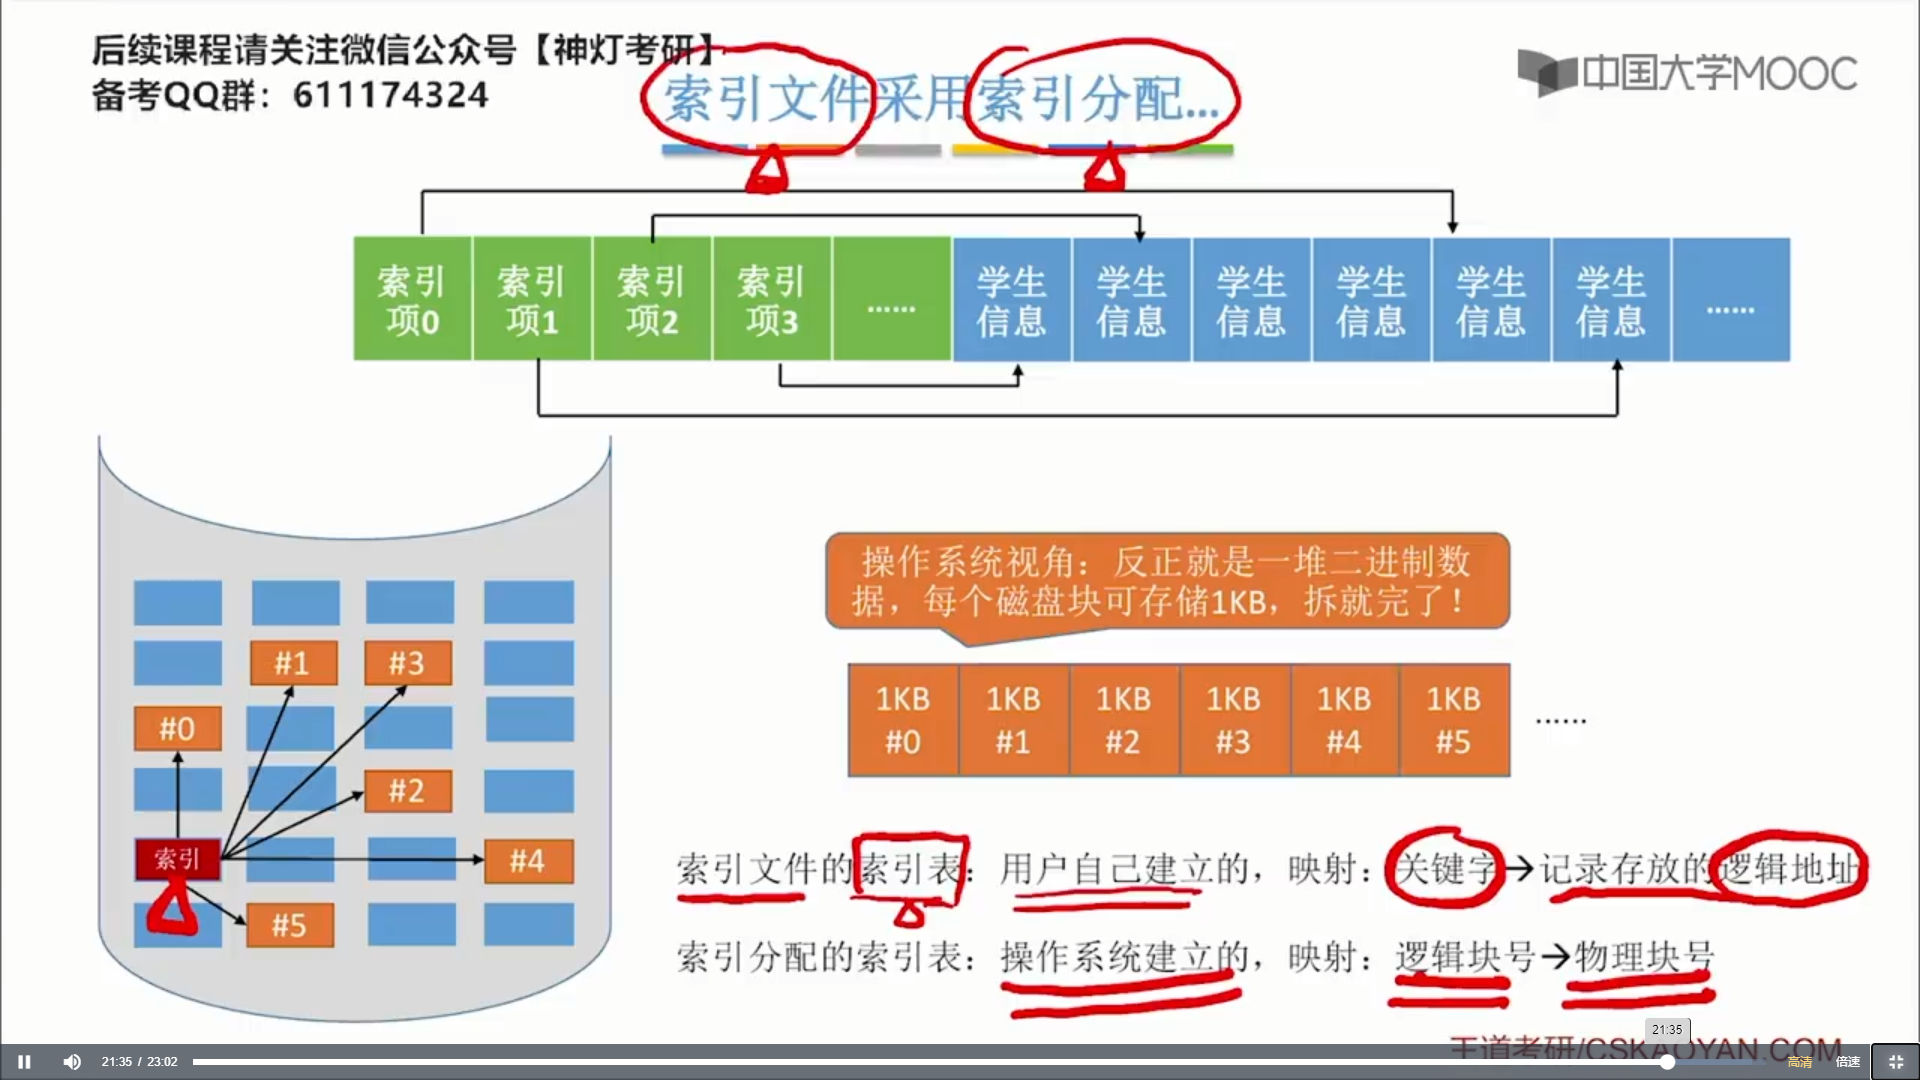 后续课程请关注微信公众号【神灯考研】
备考QQ群：611174324
中国大学MOOC
索引文件采用索引分配...
索引项0
索引项1
索引项2
索引项3
……
学生信息
学生信息
学生信息
学生信息
学生信息
学生信息
……
操作系统视角：反正就是一堆二进制数
据，每个磁盘块可存储1KB，拆就完了！
#1
#3
#0
#2
索引
#4
#5
1KB #0
1KB #1
1KB #2
1KB #3
1KB #4
1KB #5
……
索引文件的索引表：用户自己建立的，映射：关键字→记录存放的逻辑地址
索引分配的索引表：操作系统建立的，映射：逻辑块号→物理块号
21:35
王道考研/CSKAOYAN.COM
21:35 / 23:02
高清
倍速